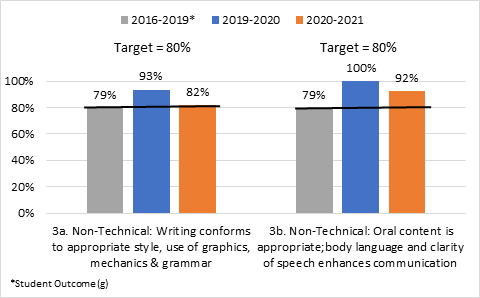 2016-2019* 2019-2020 2020-2021
Target = 80% Target = 80%
100%
80%
60%
40%
20%
0%
79% 93% 82% 79% 100% 92%
3a. Non-Technical: Writing conforms
to appropriate style, use of graphics,
mechanics & grammar
3b. Non-Technical: Oral content is
appropriate;body language and clarity
of speech enhances communication
*Student Outcome(g)